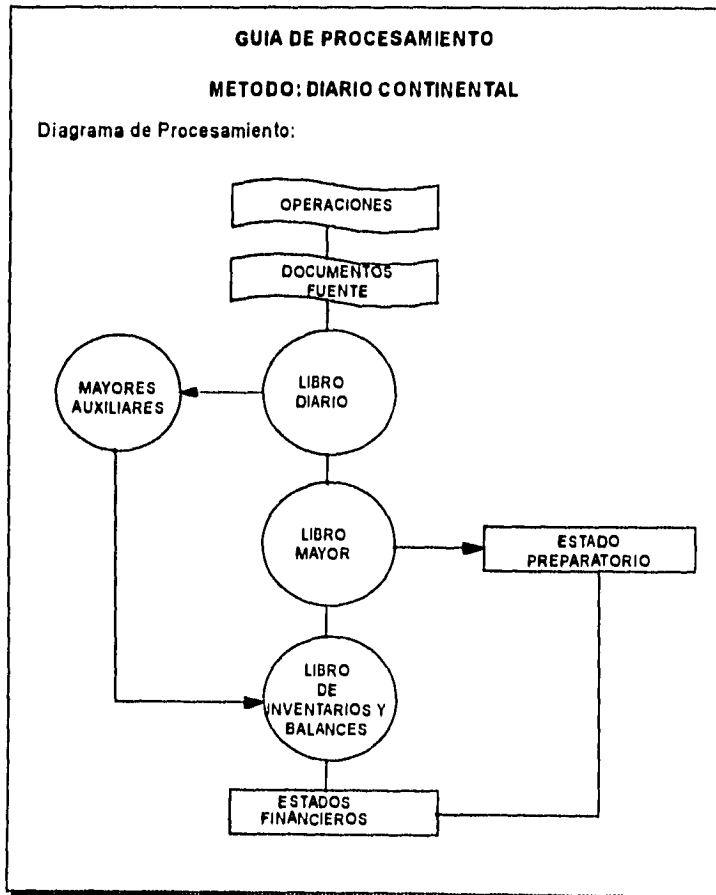 GUIA DE PROCESAMIENTO
METODO: DIARIO CONTINENTAL
Diagrama de Procesamiento:
OPERACIONES
DOCUMENTOS
FUENTE
MAYORES
AUXILIARES
LIBRO
DIARIO
LIBRO
MAYOR
ESTADO
PREPARATORIO
LIBRO
DE
INVENTARIOS Y
BALANCES
ESTADOS
FINANCIEROS